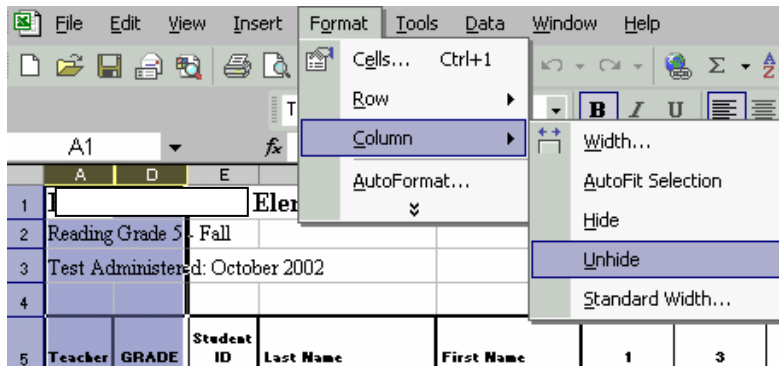 File Edit View Insert Format Tools Data Window Help
Cells... Ctrl+1
Row
B I U
Column
Width...
A1 fx
AutoFit Selection
A D E
AutoFormat...
1 Eler
Hide
2 Reading Grade 5 - Fall
Unhide
3 Test Administered: October 2002
4
Standard Width...
5 Teacher GRADE Student ID Last Name First Name 1 3